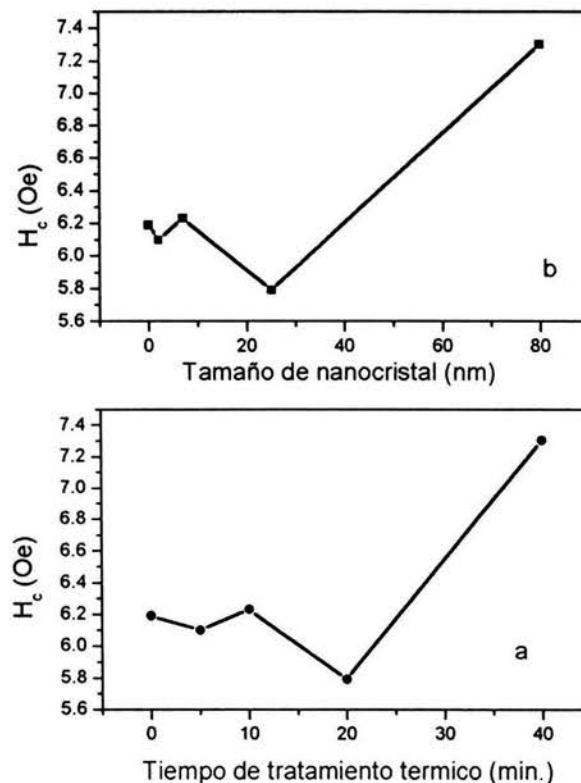 7.4
7.2
7.0
6.8
6.6
6.4
6.2
6.0
5.8
5.6
H_c (Oe)
b
0 20 40 60 80
Tamaño de nanocristal (nm)
7.4
7.2
7.0
6.8
6.6
6.4
6.2
6.0
5.8
5.6
H_c (Oe)
a
0 10 20 30 40
Tiempo de tratamiento termico (min.)